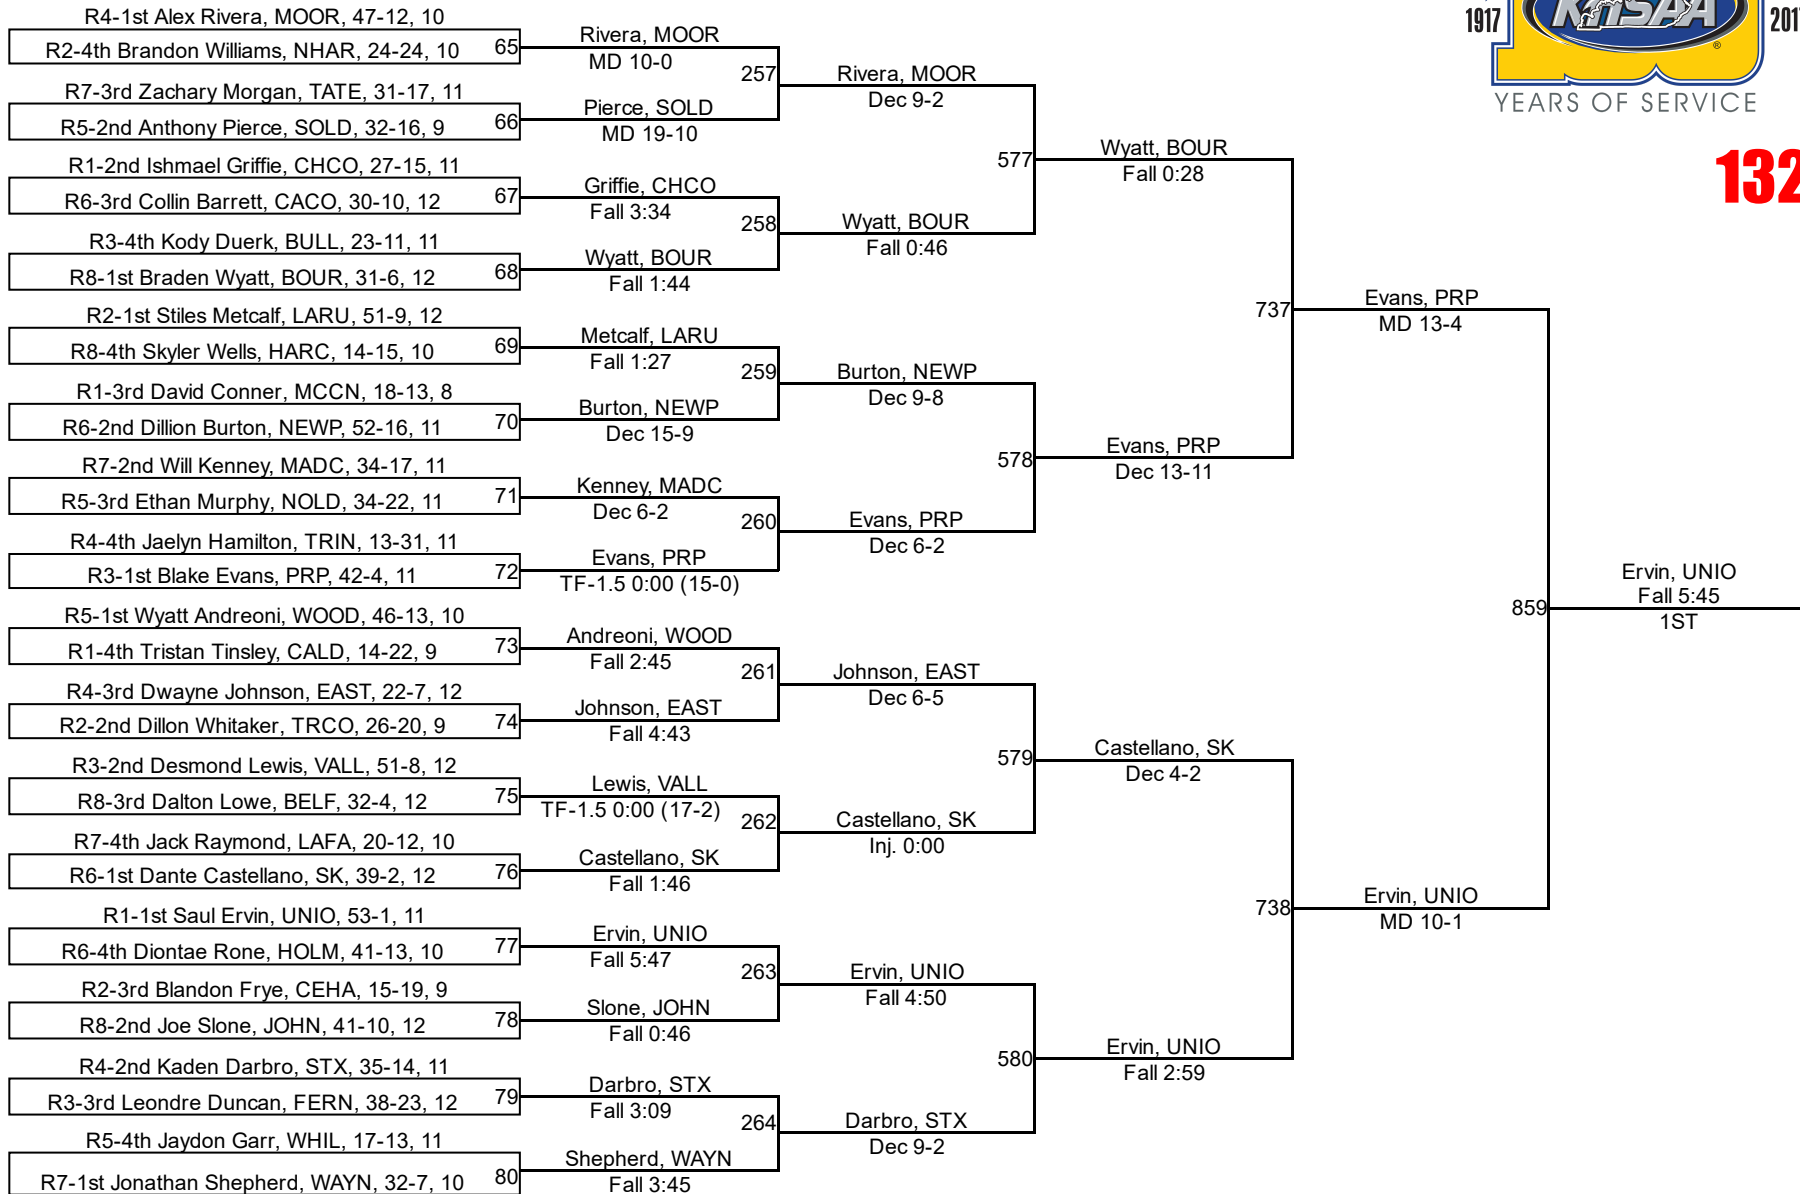 R4-1st Alex Rivera, MOOR, 47-12, 10
R2-4th Brandon Williams, NHAR, 24-24, 10
65
R7-3rd Zachary Morgan, TATE, 31-17, 11
R5-2nd Anthony Pierce, SOLD, 32-16, 9
66
R1-2nd Ishmael Griffie, CHCO, 27-15, 11
R6-3rd Collin Barrett, CACO, 30-10, 12
67
R3-4th Kody Duerk, BULL, 23-11, 11
R8-1st Braden Wyatt, BOUR, 31-6, 12
68
R2-1st Stiles Metcalf, LARU, 51-9, 12
R8-4th Skyler Wells, HARC, 14-15, 10
69
R1-3rd David Conner, MCCN, 18-13, 8
R6-2nd Dillion Burton, NEWP, 52-16, 11
70
R7-2nd Will Kenney, MADC, 34-17, 11
R5-3rd Ethan Murphy, NOLD, 34-22, 11
71
R4-4th Jaelyn Hamilton, TRIN, 13-31, 11
R3-1st Blake Evans, PRP, 42-4, 11
72
R5-1st Wyatt Andreoni, WOOD, 46-13, 10
R1-4th Tristan Tinsley, CALD, 14-22, 9
73
R4-3rd Dwayne Johnson, EAST, 22-7, 12
R2-2nd Dillon Whitaker, TRCO, 26-20, 9
74
R3-2nd Desmond Lewis, VALL, 51-8, 12
R8-3rd Dalton Lowe, BELF, 32-4, 12
75
R7-4th Jack Raymond, LAFA, 20-12, 10
R6-1st Dante Castellano, SK, 39-2, 12
76
R1-1st Saul Ervin, UNIO, 53-1, 11
R6-4th Diontae Rone, HOLM, 41-13, 10
77
R2-3rd Blandon Frye, CEHA, 15-19, 9
R8-2nd Joe Slone, JOHN, 41-10, 12
78
R4-2nd Kaden Darbro, STX, 35-14, 11
R3-3rd Leondre Duncan, FERN, 38-23, 12
79
R5-4th Jaydon Garr, WHIL, 17-13, 11
R7-1st Jonathan Shepherd, WAYN, 32-7, 10
80
Rivera, MOOR
MD 10-0
257
Pierce, SOLD
MD 19-10
Griffie, CHCO
Fall 3:34
258
Wyatt, BOUR
Fall 1:44
Metcalf, LARU
Fall 1:27
259
Burton, NEWP
Dec 15-9
Kenney, MADC
Dec 6-2
260
Evans, PRP
TF-1.5 0:00 (15-0)
Andreoni, WOOD
Fall 2:45
261
Johnson, EAST
Fall 4:43
Lewis, VALL
TF-1.5 0:00 (17-2)
262
Castellano, SK
Fall 1:46
Ervin, UNIO
Fall 5:47
263
Slone, JOHN
Fall 0:46
Darbro, STX
Fall 3:09
264
Shepherd, WAYN
Fall 3:45
Rivera, MOOR
Dec 9-2
577
Wyatt, BOUR
Fall 0:46
Burton, NEWP
Dec 9-8
578
Evans, PRP
Dec 6-2
Johnson, EAST
Dec 6-5
579
Castellano, SK
Inj. 0:00
Ervin, UNIO
Fall 4:50
580
Darbro, STX
Dec 9-2
Wyatt, BOUR
Fall 0:28
737
Evans, PRP
Dec 13-11
Castellano, SK
Dec 4-2
738
Ervin, UNIO
Fall 2:59
Evans, PRP
MD 13-4
859
Ervin, UNIO
MD 10-1
Ervin, UNIO
Fall 5:45
1ST
1917 KHSAA ® 201
YEARS OF SERVICE
132